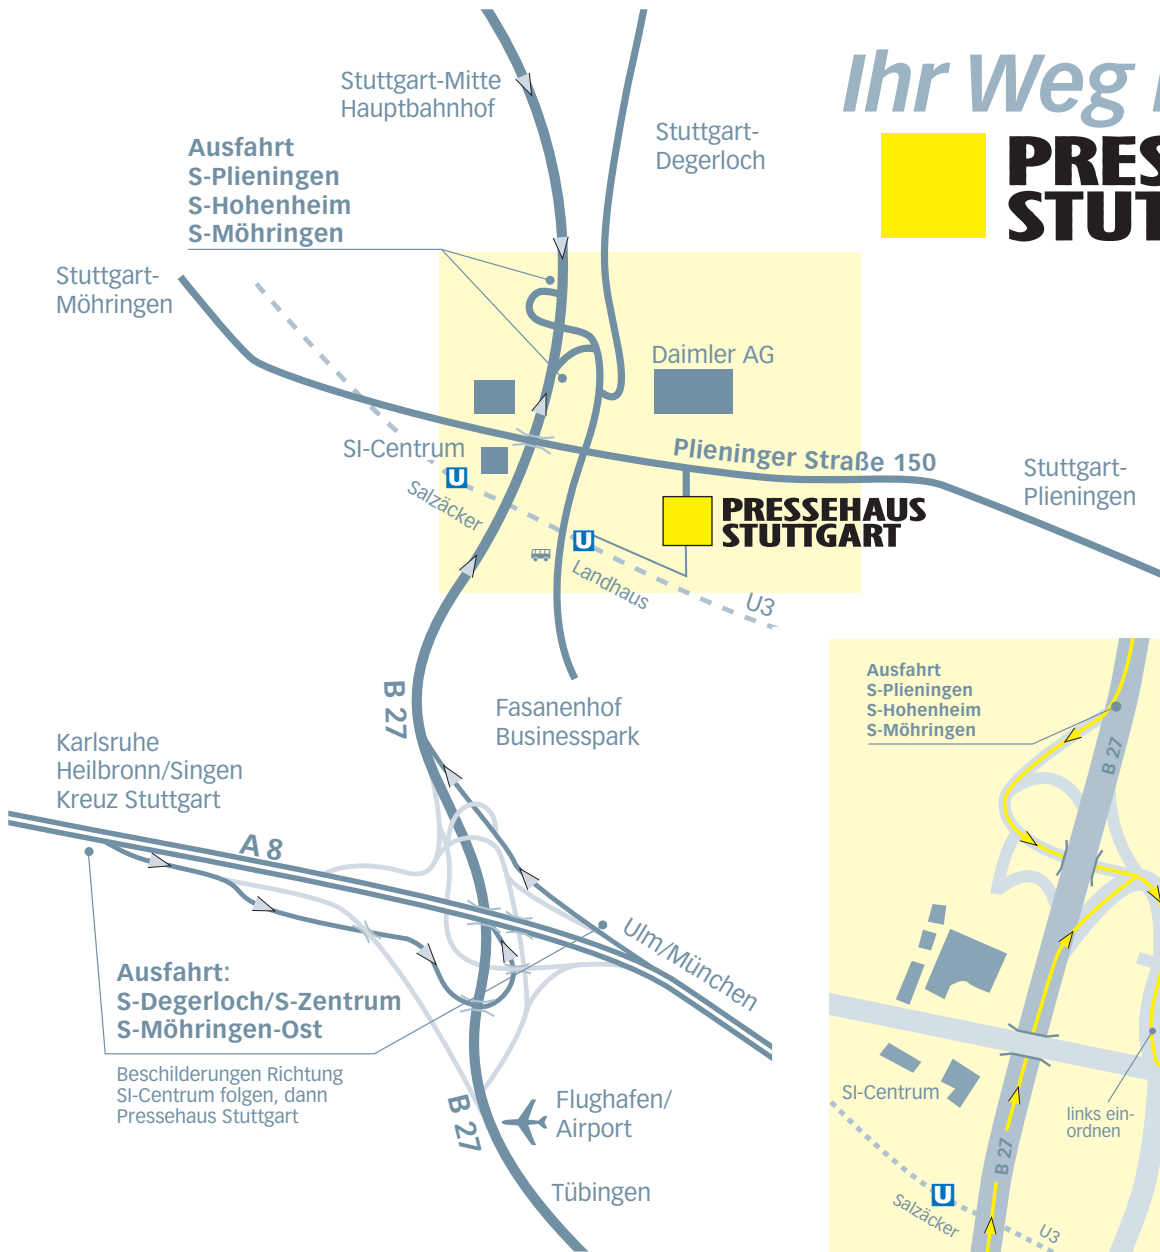 Ihr Weg
PRES
STUT
Stuttgart-Mitte
Hauptbahnhof
Stuttgart-
Degerloch
Ausfahrt
S-Plieningen
S-Hohenheim
S-Möhringen
Stuttgart-
Möhringen
Daimler AG
SI-Centrum
Plieninger Straße 150
Stuttgart-
Plieningen
U
Salzäcker
PRESSEHAUS
STUTTGART
U
Landhaus
U3
B 27
Fasanenhof
Businesspark
Karlsruhe
Heilbronn/Singen
Kreuz Stuttgart
A 8
Ulm/München
Ausfahrt:
S-Degerloch/S-Zentrum
S-Möhringen-Ost
Beschilderungen Richtung
SI-Centrum folgen, dann
Pressehaus Stuttgart
B 27
Flughafen/
Airport
Tübingen
Ausfahrt
S-Plieningen
S-Hohenheim
S-Möhringen
B 27
SI-Centrum
links ein-
ordnen
B 27
U
Salzäcker
U3